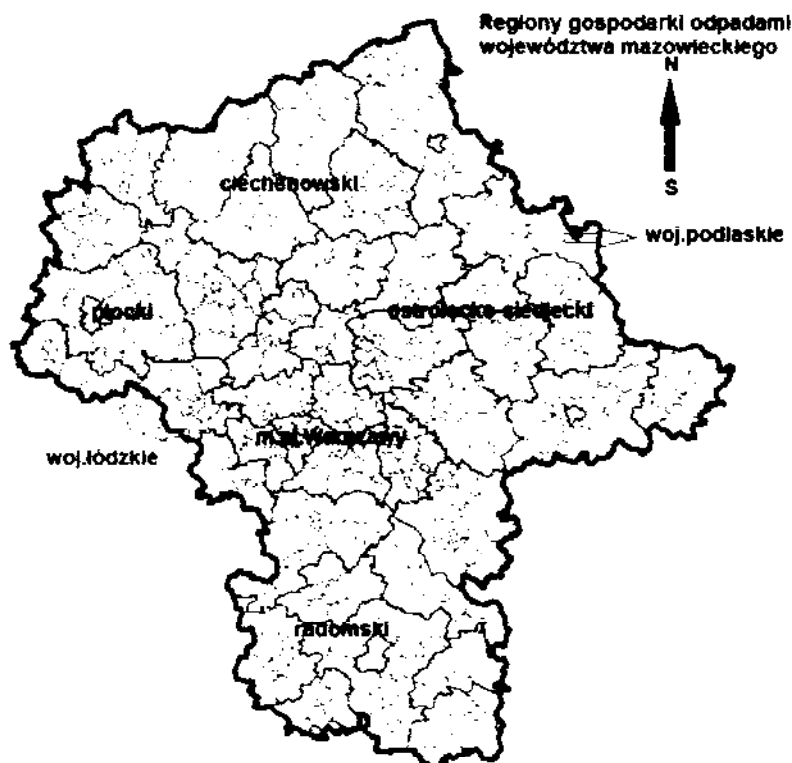 Regiony gospodarki odpadami
województwa mazowieckiego
N
S
ciechanowski
woj.podlaskie
płocki
ostrołęcko-siedlecki
m.st.Warszawy
woj.łódzkie
radomski